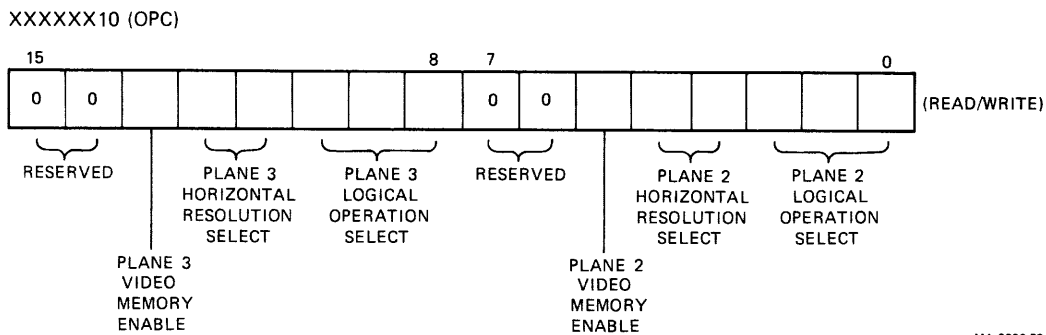 XXXXXX10 (OPC)
15 8 7 0
0 0 0 0 (READ/WRITE)
RESERVED PLANE 3 PLANE 3 RESERVED PLANE 2 PLANE 2
HORIZONTAL LOGICAL HORIZONTAL LOGICAL
RESOLUTION OPERATION RESOLUTION OPERATION
SELECT SELECT SELECT SELECT
PLANE 3 PLANE 2
VIDEO VIDEO
MEMORY MEMORY
ENABLE ENABLE